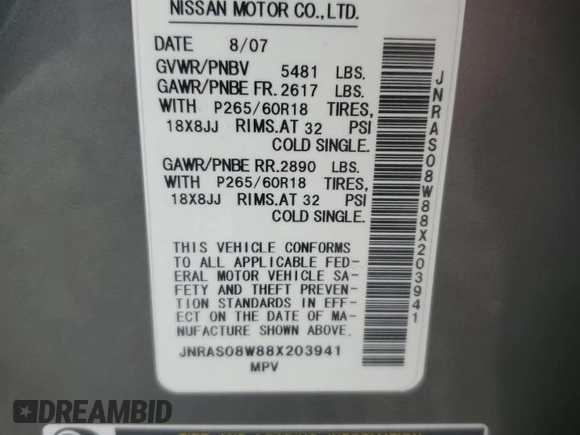 NISSAN MOTOR CO.,LTD.
DATE 8/07
GVWR/PNBV 5481 LBS.
GAWR/PNBE FR. 2617 LBS.
WITH P265/60R18 TIRES,
18X8JJ RIMS.AT 32 PSI
COLD SINGLE.
GAWR/PNBE RR. 2890 LBS.
WITH P265/60R18 TIRES,
18X8JJ RIMS.AT 32 PSI
COLD SINGLE.
THIS VEHICLE CONFORMS
TO ALL APPLICABLE FED-
ERAL MOTOR VEHICLE SA-
FETY AND THEFT PREVEN-
TION STANDARDS IN EFF-
ECT ON THE DATE OF MA-
NUFACTURE SHOWN ABOVE.
JNRAS08W88X203941
MPV
JNRAS08W88X203941
DREAMBID